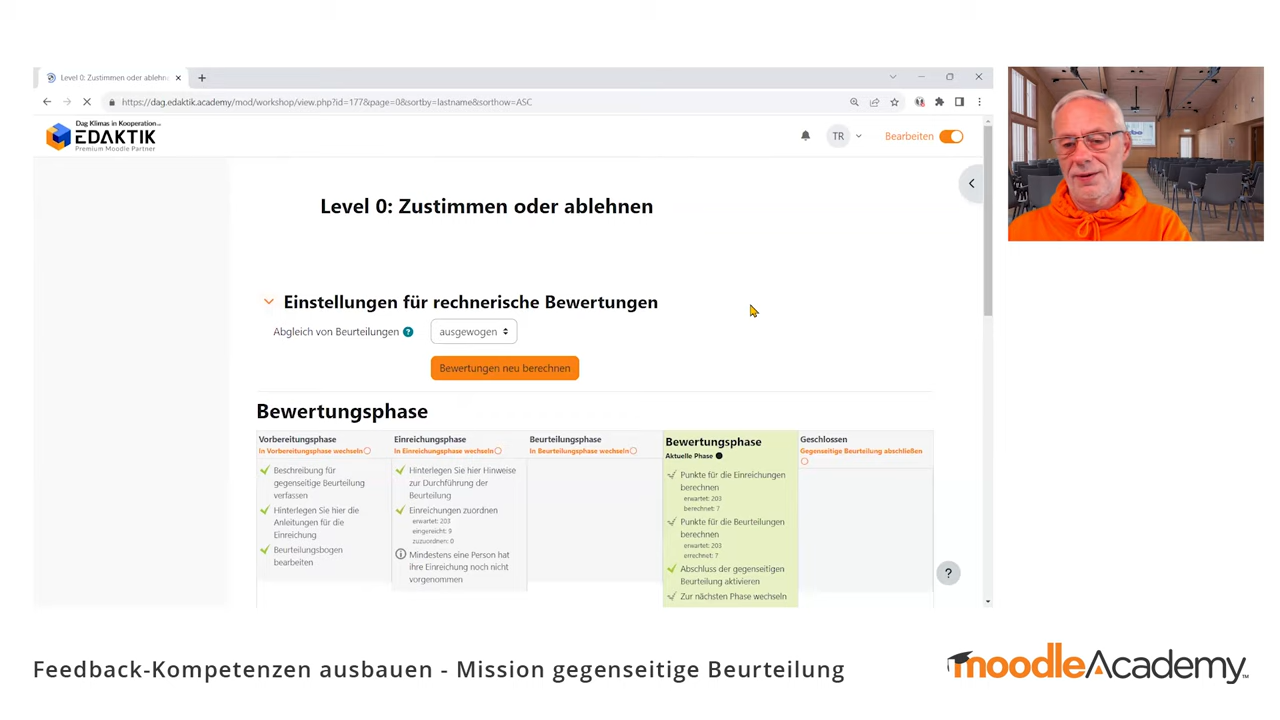 Level 0: Zustimmen oder ablehn
https://dag.edaktik.academy/mod/workshop/view.php?id=177&page=0&sortby=lastname&sorthow=ASC
Dag Klimas in Kooperation
EDAKTIK
Premium Moodle Partner
TR
Bearbeiten
Level 0: Zustimmen oder ablehnen
Einstellungen für rechnerische Bewertungen
Abgleich von Beurteilungen ?
ausgewogen
Bewertungen neu berechnen
Bewertungsphase
Vorbereitungsphase
In Vorbereitungsphase wechseln
Beschreibung für
gegenseitige Beurteilung
verfassen
Hinterlegen Sie hier die
Anleitungen für die
Einreichung
Beurteilungsbogen
bearbeiten
Einreichungsphase
In Einreichungsphase wechseln
Hinterlegen Sie hier Hinweise
zur Durchführung der
Beurteilung
Einreichungen zuordnen
erwartet: 203
eingereicht: 9
zuzuordnen: 0
Mindestens eine Person hat
ihre Einreichung noch nicht
vorgenommen
Beurteilungsphase
In Beurteilungsphase wechseln
Bewertungsphase
Aktuelle Phase
Punkte für die Einreichungen
berechnen
erwartet: 203
berechnet: 7
Punkte für die Beurteilungen
berechnen
erwartet: 203
errechnet: 7
Abschluss der gegenseitigen
Beurteilung aktivieren
Zur nächsten Phase wechseln
Geschlossen
Gegenseitige Beurteilung abschließen
?
Feedback-Kompetenzen ausbauen - Mission gegenseitige Beurteilung
moodleAcademy™